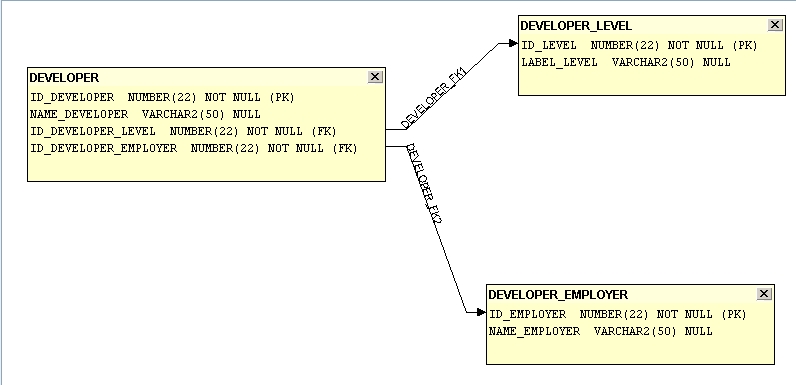 DEVELOPER
ID_DEVELOPER NUMBER(22) NOT NULL (PK)
NAME_DEVELOPER VARCHAR2(50) NULL
ID_DEVELOPER_LEVEL NUMBER(22) NOT NULL (FK)
ID_DEVELOPER_EMPLOYER NUMBER(22) NOT NULL (FK)
DEVELOPER_FK1
DEVELOPER_FK2
DEVELOPER_LEVEL
ID_LEVEL NUMBER(22) NOT NULL (PK)
LABEL_LEVEL VARCHAR2(50) NULL
DEVELOPER_EMPLOYER
ID_EMPLOYER NUMBER(22) NOT NULL (PK)
NAME_EMPLOYER VARCHAR2(50) NULL